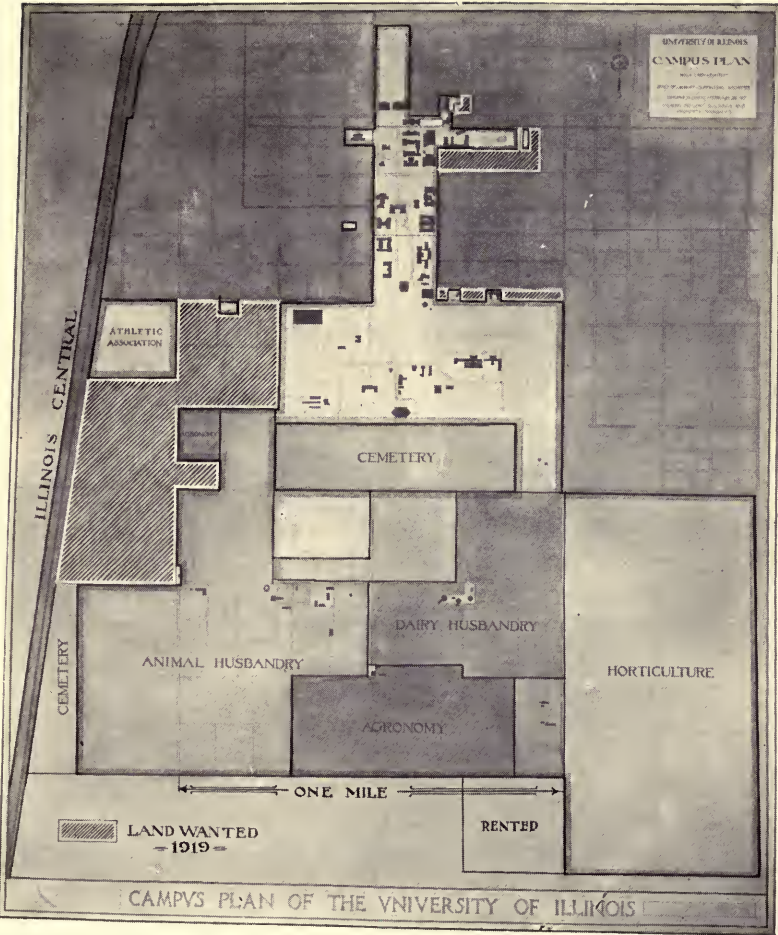 UNIVERSITY OF ILLINOIS
CAMPUS PLAN
ATHLETIC
ASSOCIATION
ILLINOIS CENTRAL
AGRONOMY
CEMETERY
DAIRY HUSBANDRY
ANIMAL HUSBANDRY
HORTICULTURE
CEMETERY
AGRONOMY
ONE MILE
RENTED
LAND WANTED
-1919-
CAMPVS PLAN OF THE VNIVERSITY OF ILLINOIS